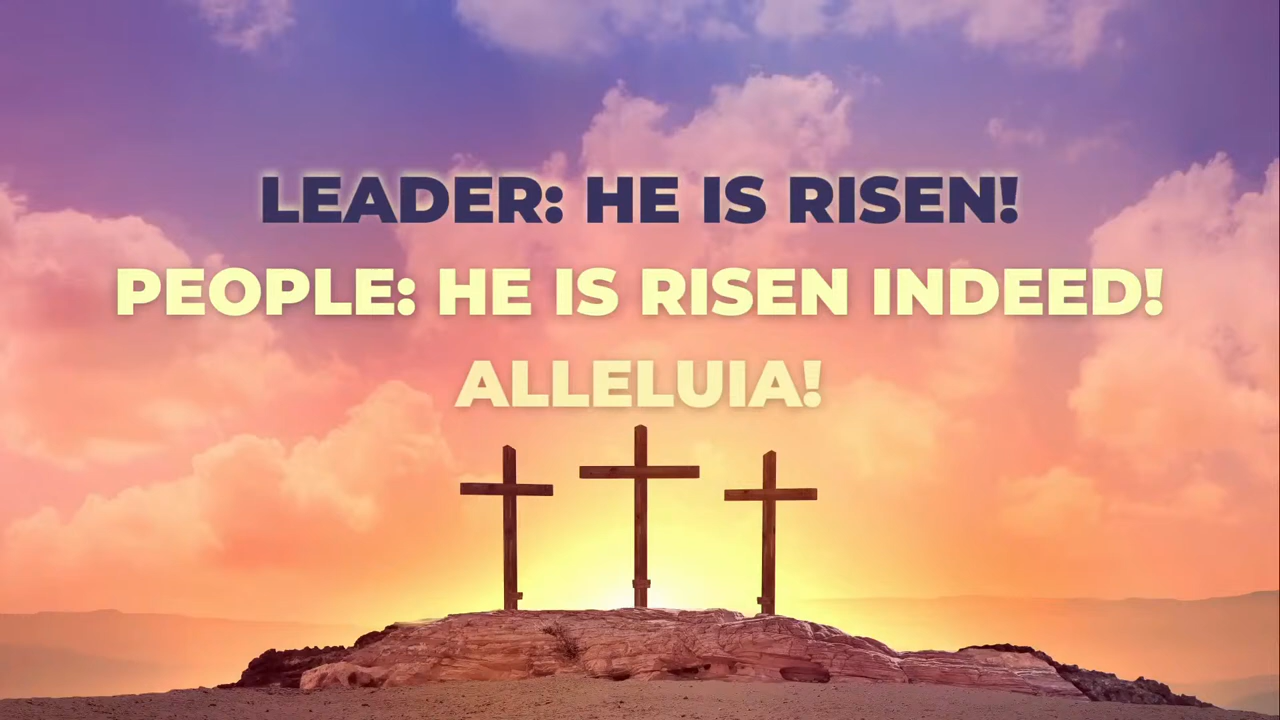 LEADER: HE IS RISEN!
PEOPLE: HE IS RISEN INDEED!
ALLELUIA!